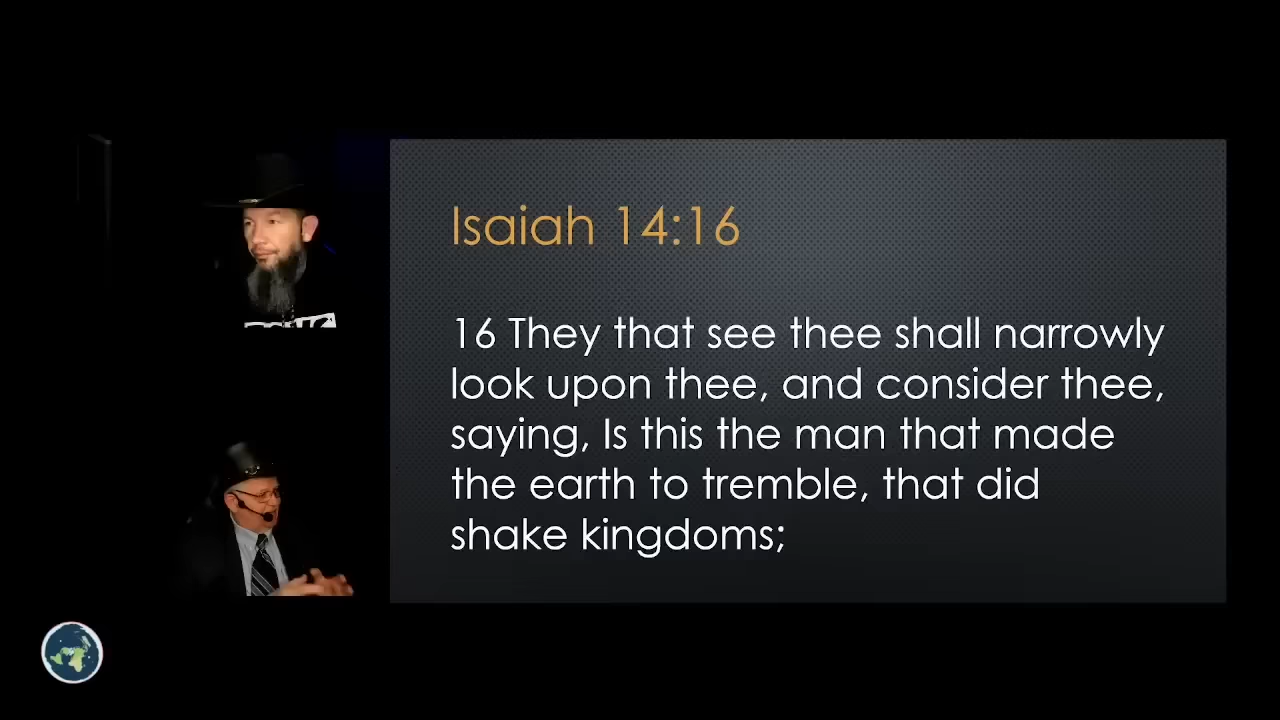 Isaiah 14:16
16 They that see thee shall narrowly
look upon thee, and consider thee,
saying, Is this the man that made
the earth to tremble, that did
shake kingdoms;